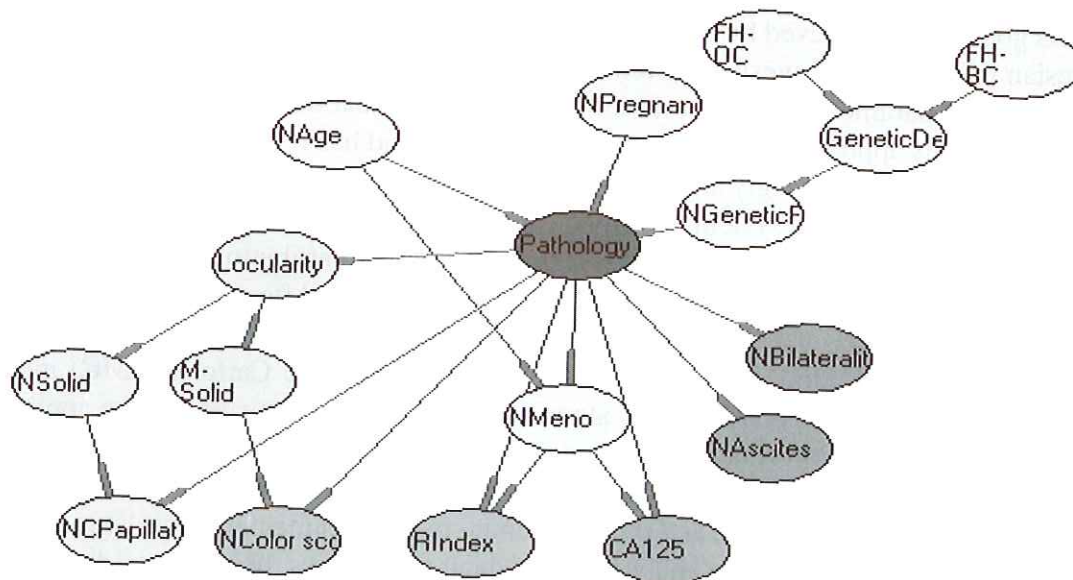 FH-
OC
FH-
BC
NPregnan
NAge
GeneticDe
NGeneticF
Pathology
Locularity
NBilateralit
NSolid
M-
Solid
NMeno
NAscites
NCPapillat
NColor sco
RIndex
CA125